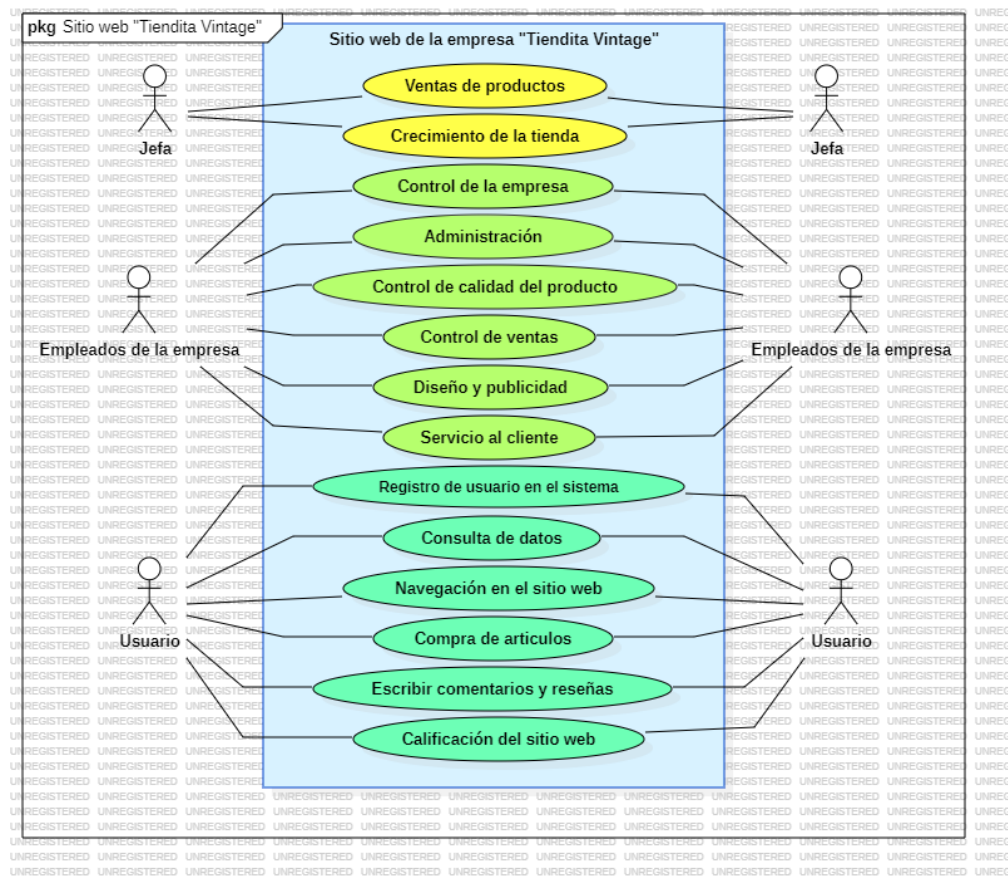 pkg Sitio web "Tiendita Vintage"
Sitio web de la empresa "Tiendita Vintage"
Ventas de productos
Crecimiento de la tienda
Jefa
Jefa
Control de la empresa
Administración
Control de calidad del producto
Control de ventas
Empleados de la empresa
Empleados de la empresa
Diseño y publicidad
Servicio al cliente
Registro de usuario en el sistema
Consulta de datos
Navegación en el sitio web
Compra de articulos
Usuario
Usuario
Escribir comentarios y reseñas
Calificación del sitio web
UNREGISTERED